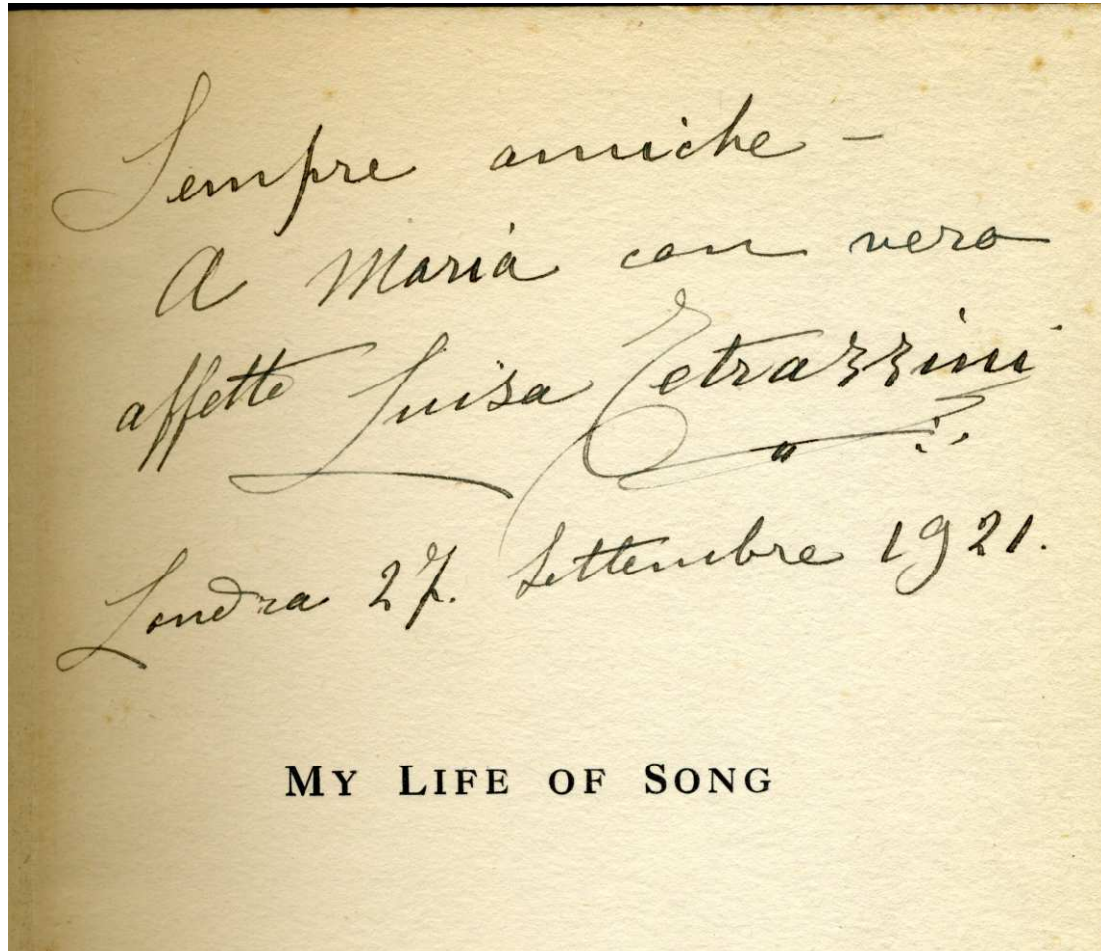 Sempre amiche –
A Maria con vero
affetto Luisa Tetrazzini
Londra 27. Settembre 1921.
MY LIFE OF SONG